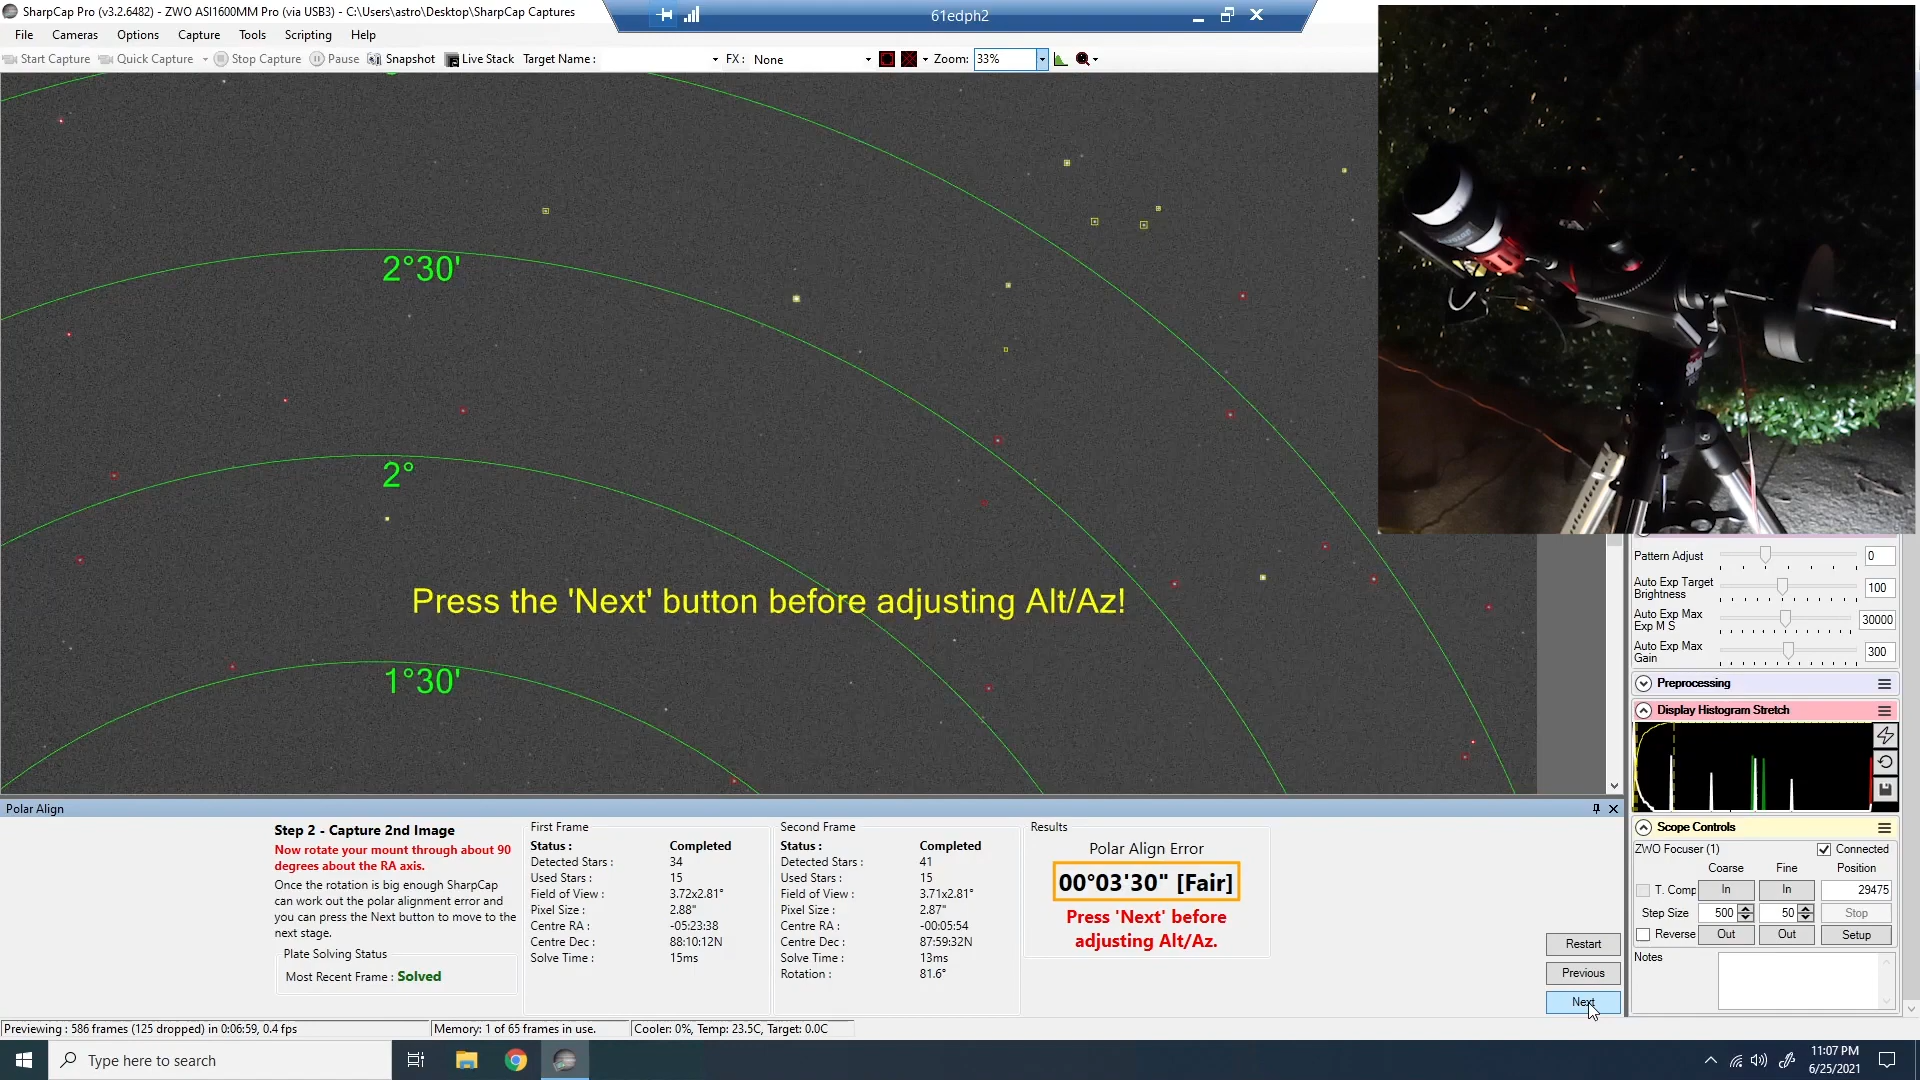 SharpCap Pro (v3.2.6482) - ZWO ASI1600MM Pro (via USB3) - C:\Users\astro\Desktop\SharpCap Captures
61edph2
File Cameras Options Capture Tools Scripting Help
Start Capture Quick Capture Stop Capture Pause Snapshot Live Stack Target Name : FX : None Zoom: 33%
2°30'
2°
Press the 'Next' button before adjusting Alt/Az!
1°30'
Pattern Adjust 0
Auto Exp Target
Brightness 100
Auto Exp Max
Exp M S 30000
Auto Exp Max
Gain 300
Preprocessing
Display Histogram Stretch
Scope Controls
ZWO Focuser (1) Connected
Coarse Fine Position
T. Comp In In 29475
Step Size 500 50 Stop
Reverse Out Out Setup
Notes
Polar Align
Step 2 - Capture 2nd Image
Now rotate your mount through about 90
degrees about the RA axis.
Once the rotation is big enough SharpCap
can work out the polar alignment error and
you can press the Next button to move to the
next stage.
Plate Solving Status
Most Recent Frame : Solved
First Frame
Status : Completed
Detected Stars : 34
Used Stars : 15
Field of View : 3.72x2.81°
Pixel Size : 2.88"
Centre RA : -05:23:38
Centre Dec : 88:10:12N
Solve Time : 15ms
Second Frame
Status : Completed
Detected Stars : 41
Used Stars : 15
Field of View : 3.71x2.81°
Pixel Size : 2.87"
Centre RA : -00:05:54
Centre Dec : 87:59:32N
Solve Time : 13ms
Rotation : 81.6°
Results
Polar Align Error
00°03'30" [Fair]
Press 'Next' before
adjusting Alt/Az.
Restart
Previous
Next
Previewing : 586 frames (125 dropped) in 0:06:59, 0.4 fps Memory: 1 of 65 frames in use. Cooler: 0%, Temp: 23.5C, Target: 0.0C
Type here to search
11:07 PM
6/25/2021